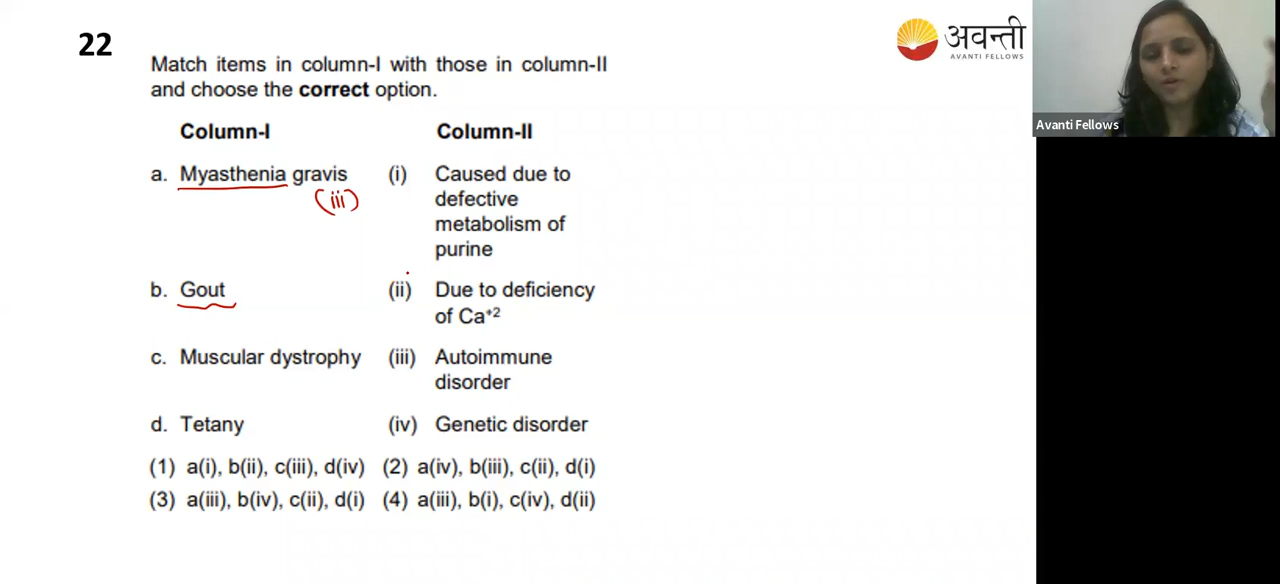 22
अवन्ती
AVANTI FELLOWS
Avanti Fellows
Match items in column-I with those in column-II
and choose the correct option.
Column-I Column-II
a. Myasthenia gravis (i) Caused due to
(iii) defective
metabolism of
purine
b. Gout (ii) Due to deficiency
of Ca⁺²
c. Muscular dystrophy (iii) Autoimmune
disorder
d. Tetany (iv) Genetic disorder
(1) a(i), b(ii), c(iii), d(iv) (2) a(iv), b(iii), c(ii), d(i)
(3) a(iii), b(iv), c(ii), d(i) (4) a(iii), b(i), c(iv), d(ii)